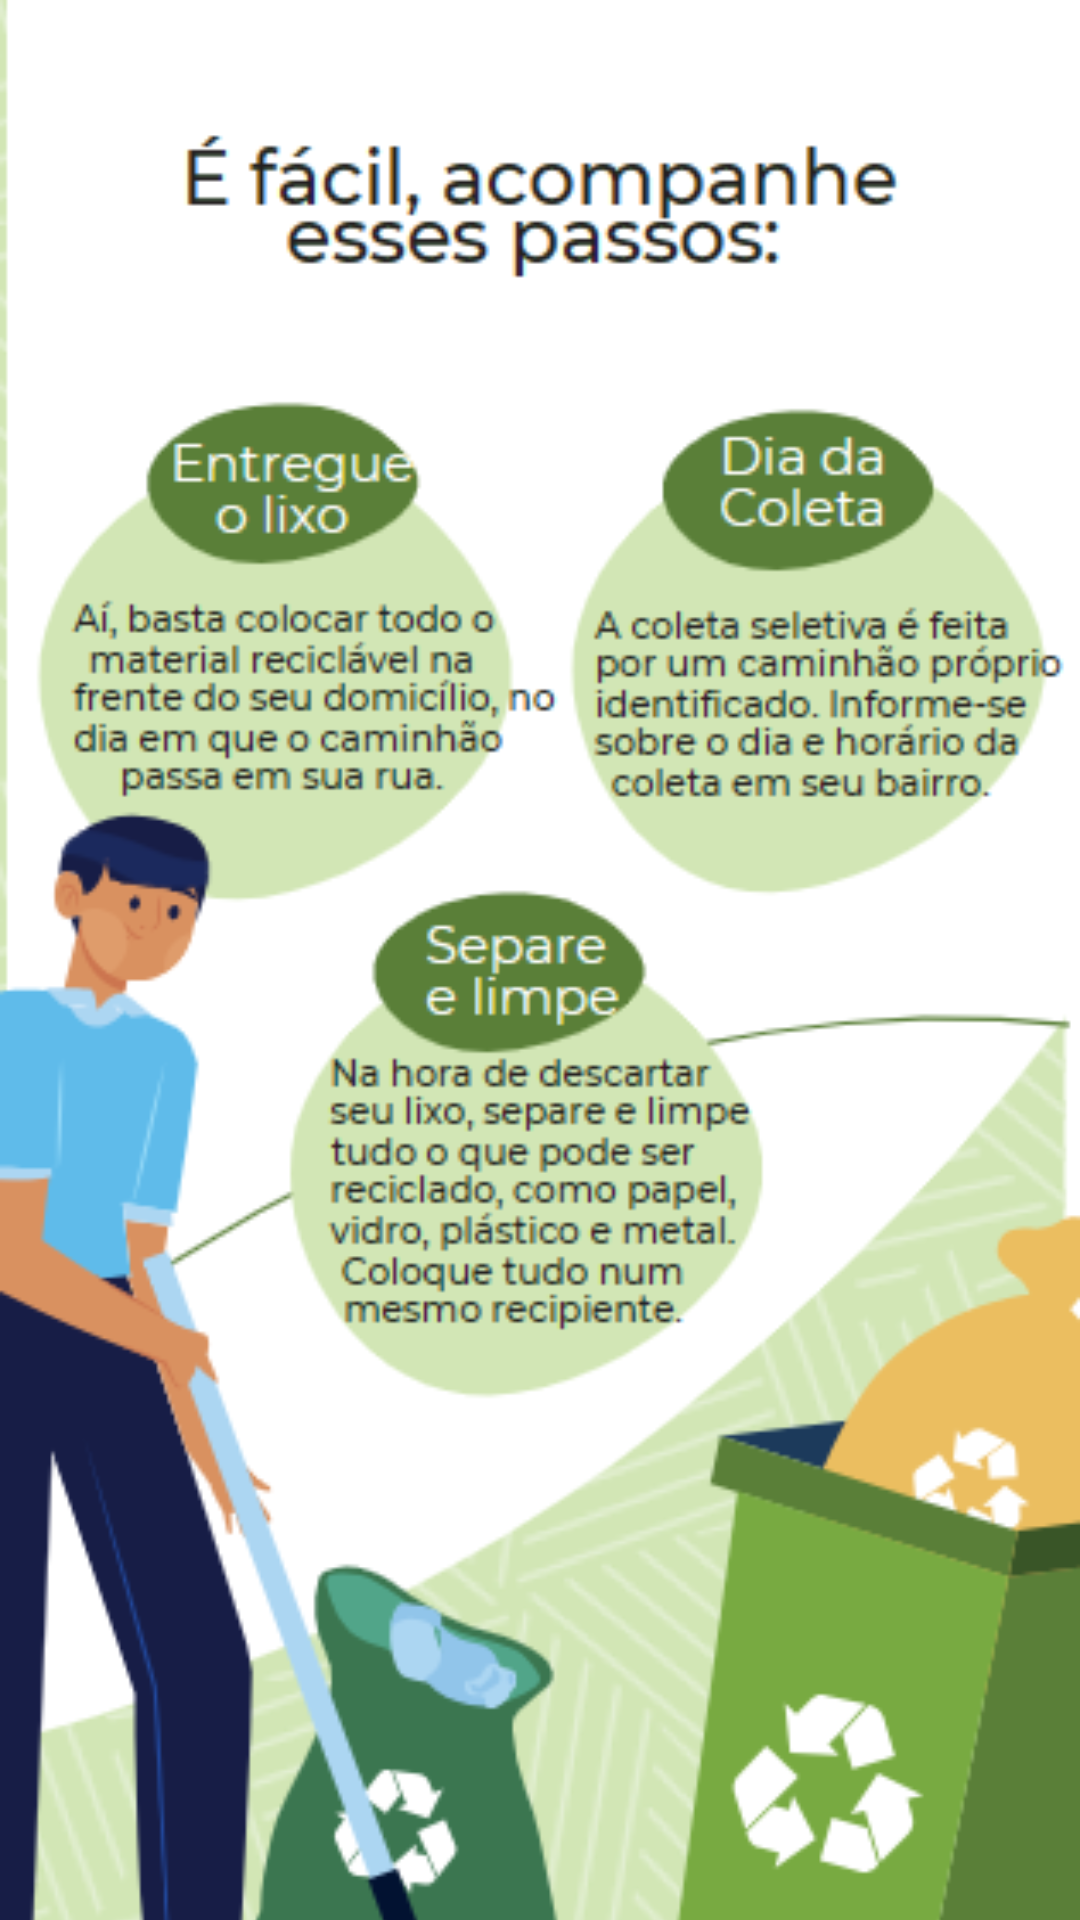 É fácil, acompanhe
esses passos:
Entregue
o lixo
Aí, basta colocar todo o
material reciclável na
frente do seu domicílio, no
dia em que o caminhão
passa em sua rua.
Dia da
Coleta
A coleta seletiva é feita
por um caminhão próprio
identificado. Informe-se
sobre o dia e horário da
coleta em seu bairro.
Separe
e limpe
Na hora de descartar
seu lixo, separe e limpe
tudo o que pode ser
reciclado, como papel,
vidro, plástico e metal.
Coloque tudo num
mesmo recipiente.